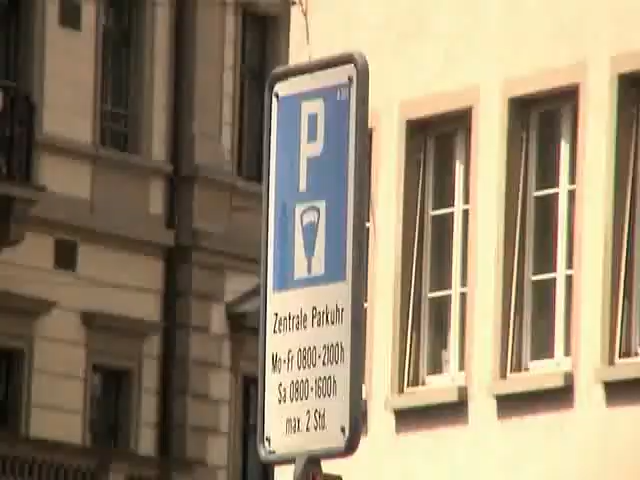 P
Zentrale Parkuhr
Mo-Fr 0800-2100h
Sa 0800-1600h
max. 2 Std.